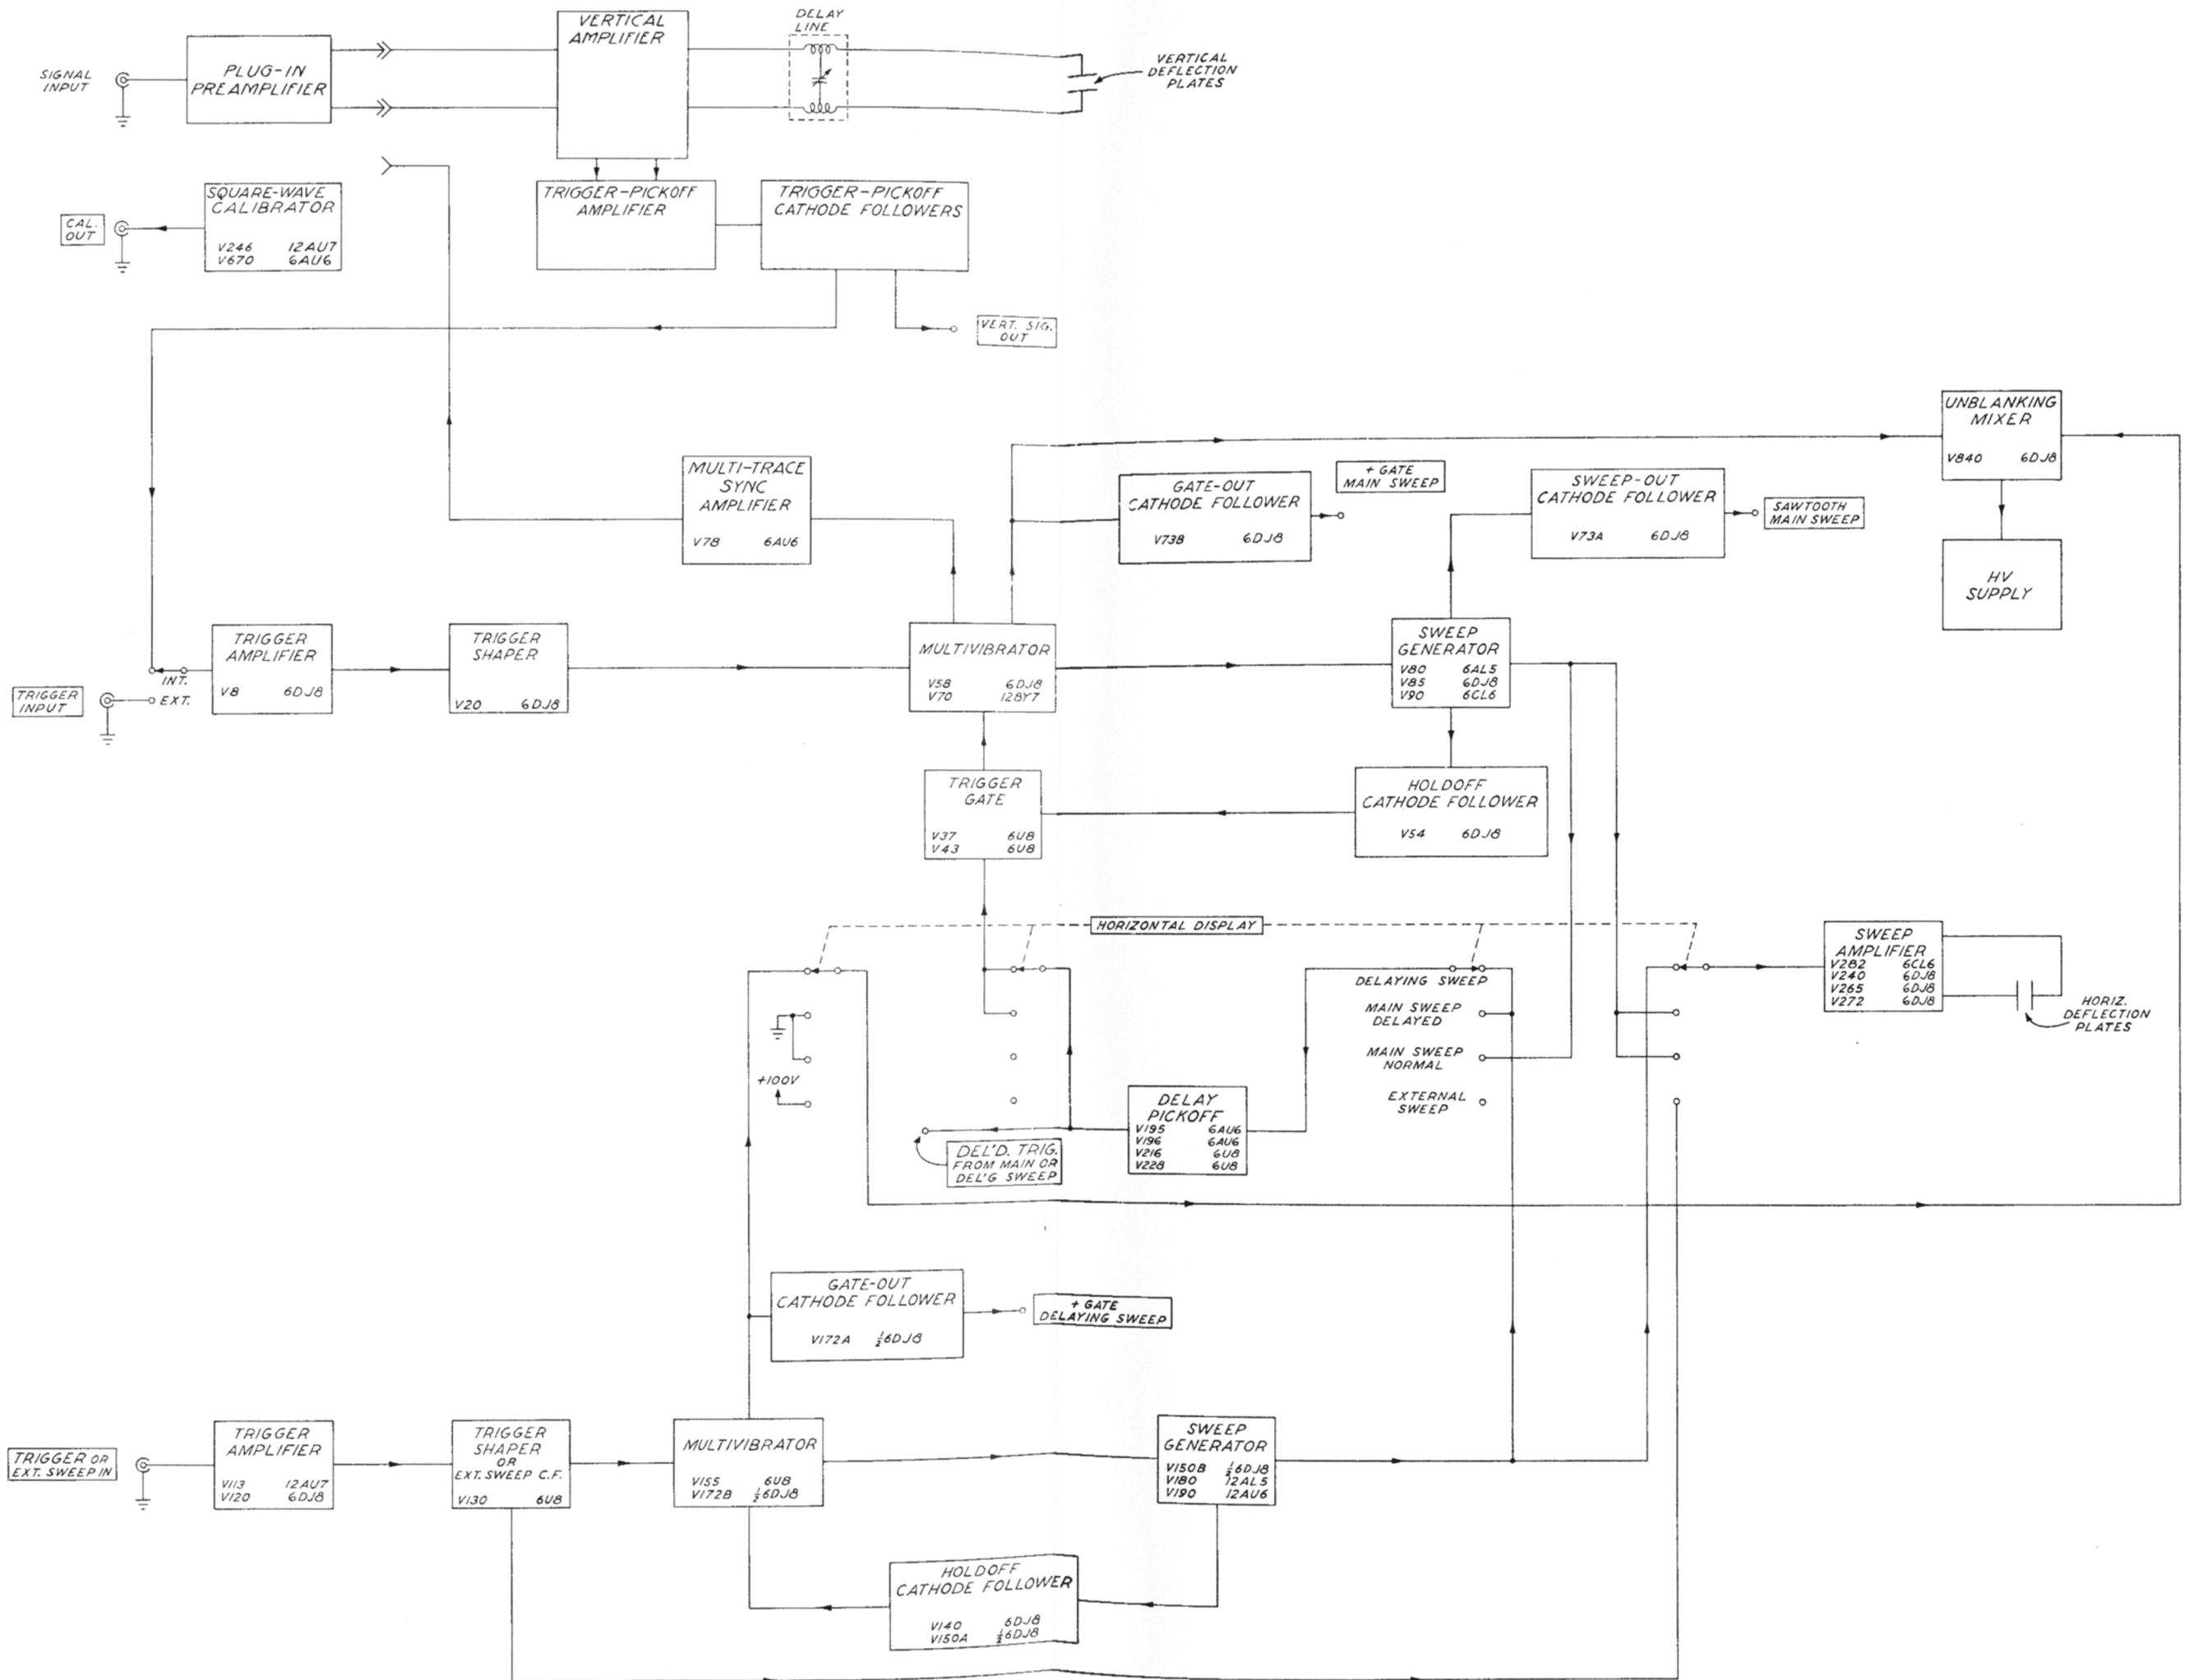 DELAY
LINE
VERTICAL
AMPLIFIER
PLUG-IN
PREAMPLIFIER
SIGNAL
INPUT
VERTICAL
DEFLECTION
PLATES
SQUARE-WAVE
CALIBRATOR
V246 12AU7
V670 6AU6
CAL.
OUT
TRIGGER-PICKOFF
AMPLIFIER
TRIGGER-PICKOFF
CATHODE FOLLOWERS
VERT. SIG.
OUT
UNBLANKING
MIXER
V840 6DJ8
MULTI-TRACE
SYNC
AMPLIFIER
V78 6AU6
GATE-OUT
CATHODE FOLLOWER
V73B 6DJ8
+ GATE
MAIN SWEEP
SWEEP-OUT
CATHODE FOLLOWER
V73A 6DJ8
SAWTOOTH
MAIN SWEEP
HV
SUPPLY
TRIGGER
INPUT
INT.
EXT.
TRIGGER
AMPLIFIER
V8 6DJ8
TRIGGER
SHAPER
V20 6DJ8
MULTIVIBRATOR
V58 6DJ8
V70 12BY7
SWEEP
GENERATOR
V80 6AL5
V85 6DJ8
V90 6CL6
TRIGGER
GATE
V37 6U8
V43 6U8
HOLDOFF
CATHODE FOLLOWER
V54 6DJ8
HORIZONTAL DISPLAY
SWEEP
AMPLIFIER
V282 6CL6
V240 6DJ8
V265 6DJ8
V272 6DJ8
HORIZ.
DEFLECTION
PLATES
DELAYING SWEEP
MAIN SWEEP
DELAYED
MAIN SWEEP
NORMAL
EXTERNAL
SWEEP
+100V
DELAY
PICKOFF
V195 6AU6
V196 6AU6
V216 6U8
V228 6U8
DEL'D. TRIG.
FROM MAIN OR
DEL'G SWEEP
GATE-OUT
CATHODE FOLLOWER
V172A ½6DJ8
+ GATE
DELAYING SWEEP
TRIGGER OR
EXT. SWEEP IN
TRIGGER
AMPLIFIER
V113 12AU7
V120 6DJ8
TRIGGER
SHAPER
OR
EXT. SWEEP C.F.
V130 6U8
MULTIVIBRATOR
V155 6U8
V172B ½6DJ8
SWEEP
GENERATOR
V150B ½6DJ8
V180 12AL5
V190 12AU6
HOLDOFF
CATHODE FOLLOWER
V140 6DJ8
V150A ½6DJ8